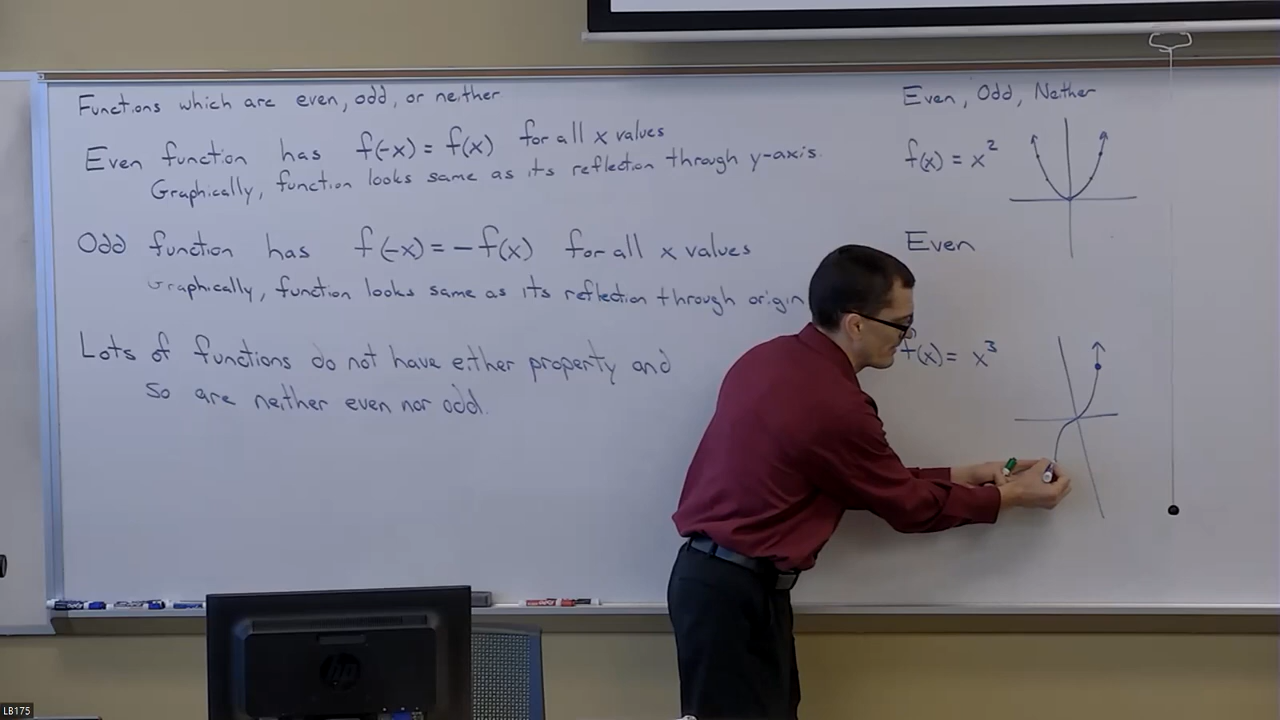 Functions which are even, odd, or neither
Even function has f(-x) = f(x) for all x values
Graphically, function looks same as its reflection through y-axis.
Odd function has f(-x) = -f(x) for all x values
Graphically, function looks same as its reflection through origin
Lots of functions do not have either property and
so are neither even nor odd.
Even, Odd, Neither
f(x) = x²
Even
f(x) = x³
LB175